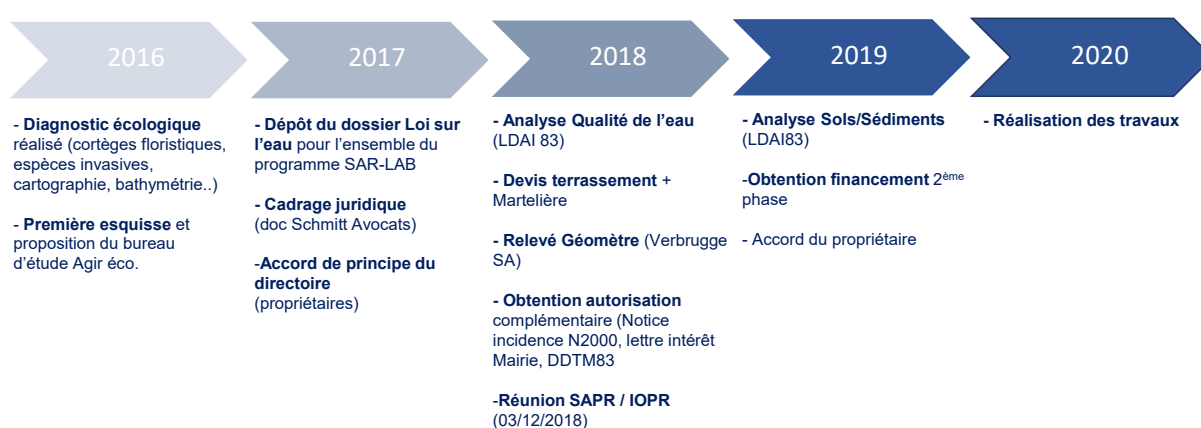 2016
2017
2018
2019
2020
- Diagnostic écologique
réalisé (cortèges floristiques,
espèces invasives,
cartographie, bathymétrie..)
- Première esquisse et
proposition du bureau
d’étude Agir éco.
- Dépôt du dossier Loi sur
l’eau pour l’ensemble du
programme SAR-LAB
- Cadrage juridique
(doc Schmitt Avocats)
-Accord de principe du
directoire
(propriétaires)
- Analyse Qualité de l’eau
(LDAI 83)
- Devis terrassement +
Martelière
- Relevé Géomètre (Verbrugge
SA)
- Obtention autorisation
complémentaire (Notice
incidence N2000, lettre intérêt
Mairie, DDTM83
-Réunion SAPR / IOPR
(03/12/2018)
- Analyse Sols/Sédiments
(LDAI83)
-Obtention financement 2ème
phase
- Accord du propriétaire
- Réalisation des travaux